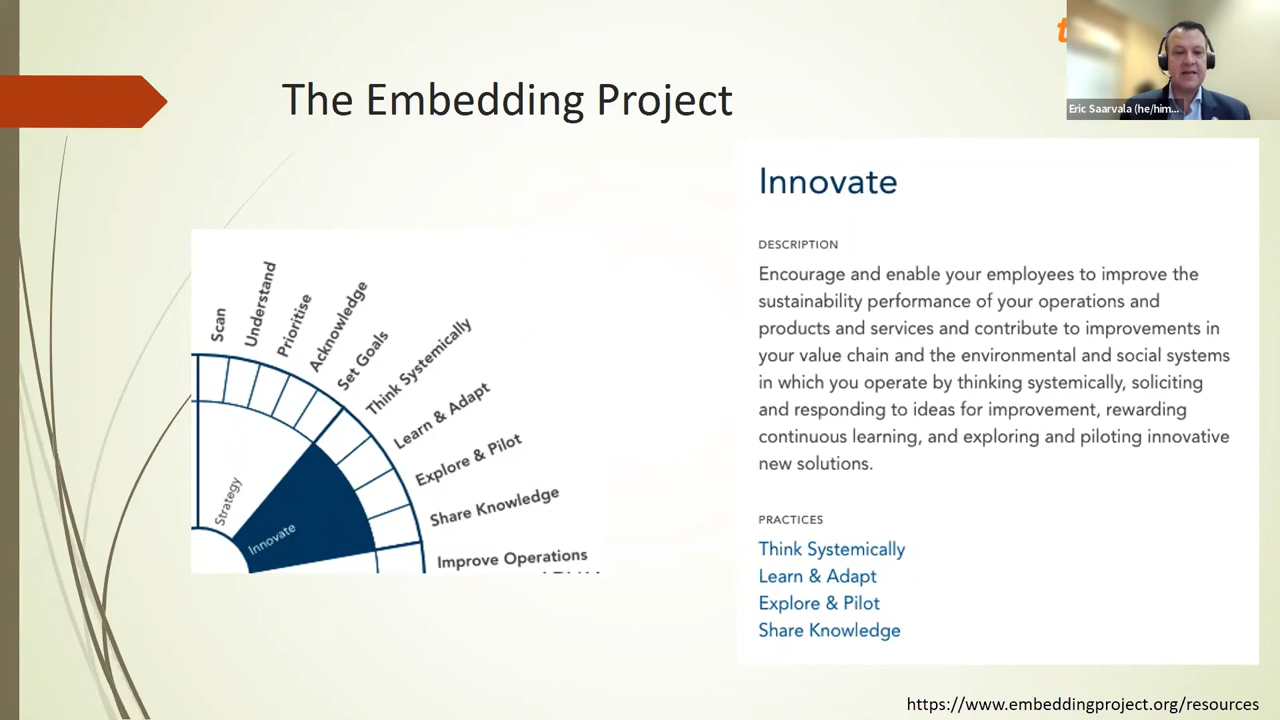 The Embedding Project
t
Eric Saarvala (he/him...
Innovate
DESCRIPTION
Encourage and enable your employees to improve the
sustainability performance of your operations and
products and services and contribute to improvements in
your value chain and the environmental and social systems
in which you operate by thinking systemically, soliciting
and responding to ideas for improvement, rewarding
continuous learning, and exploring and piloting innovative
new solutions.
PRACTICES
Think Systemically
Learn & Adapt
Explore & Pilot
Share Knowledge
Scan
Understand
Prioritise
Acknowledge
Set Goals
Think Systemically
Learn & Adapt
Explore & Pilot
Share Knowledge
Improve Operations
Strategy
Innovate
https://www.embeddingproject.org/resources